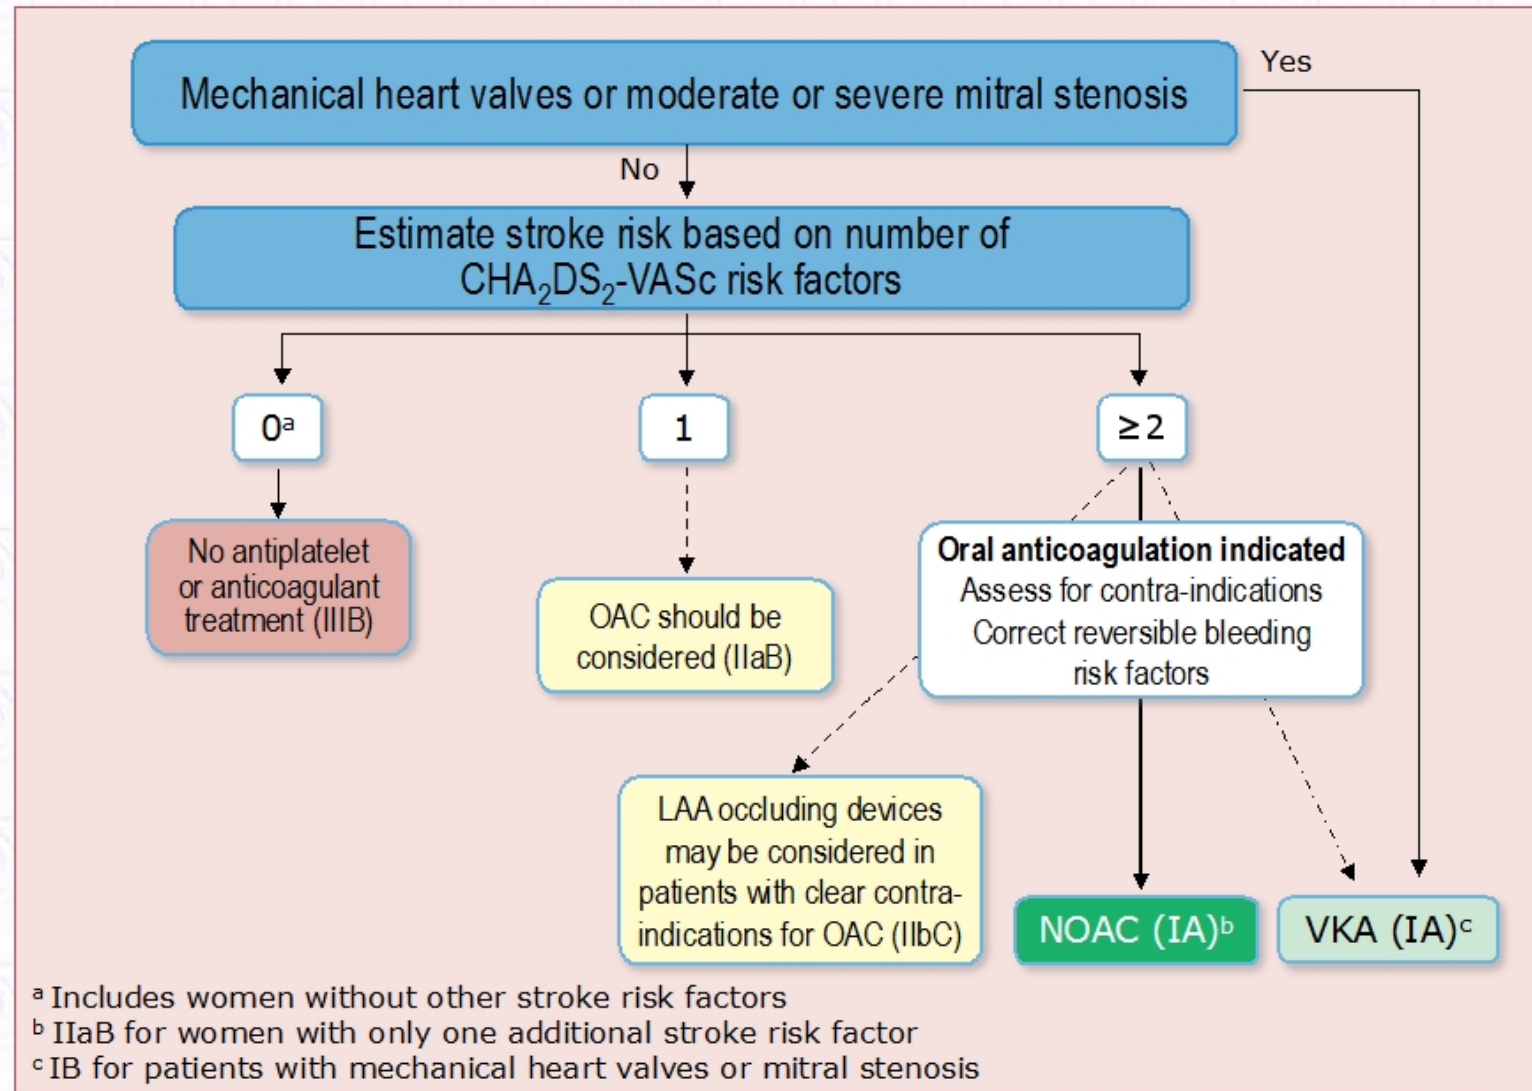 Mechanical heart valves or moderate or severe mitral stenosis
Yes
No
Estimate stroke risk based on number of
CHA₂DS₂-VASc risk factors
0ᵃ
1
≥2
No antiplatelet
or anticoagulant
treatment (IIIB)
OAC should be
considered (IIaB)
Oral anticoagulation indicated
Assess for contra-indications
Correct reversible bleeding
risk factors
LAA occluding devices
may be considered in
patients with clear contra-
indications for OAC (IIbC)
NOAC (IA)ᵇ
VKA (IA)ᶜ
ᵃ Includes women without other stroke risk factors
ᵇ IIaB for women with only one additional stroke risk factor
ᶜ IB for patients with mechanical heart valves or mitral stenosis